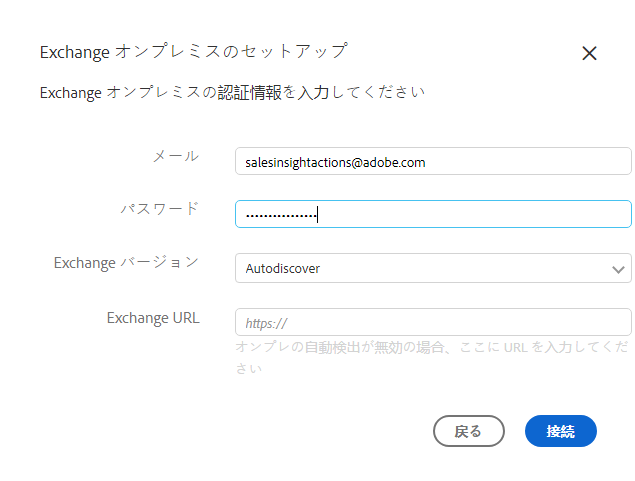 Exchange オンプレミスのセットアップ
Exchange オンプレミスの認証情報を入力してください
メール
salesinsightactions@adobe.com
パスワード
••••••••••••••••
Exchange バージョン
Autodiscover
Exchange URL
https://
オンプレの自動検出が無効の場合、ここに URL を入力してくだ
さい
戻る
接続